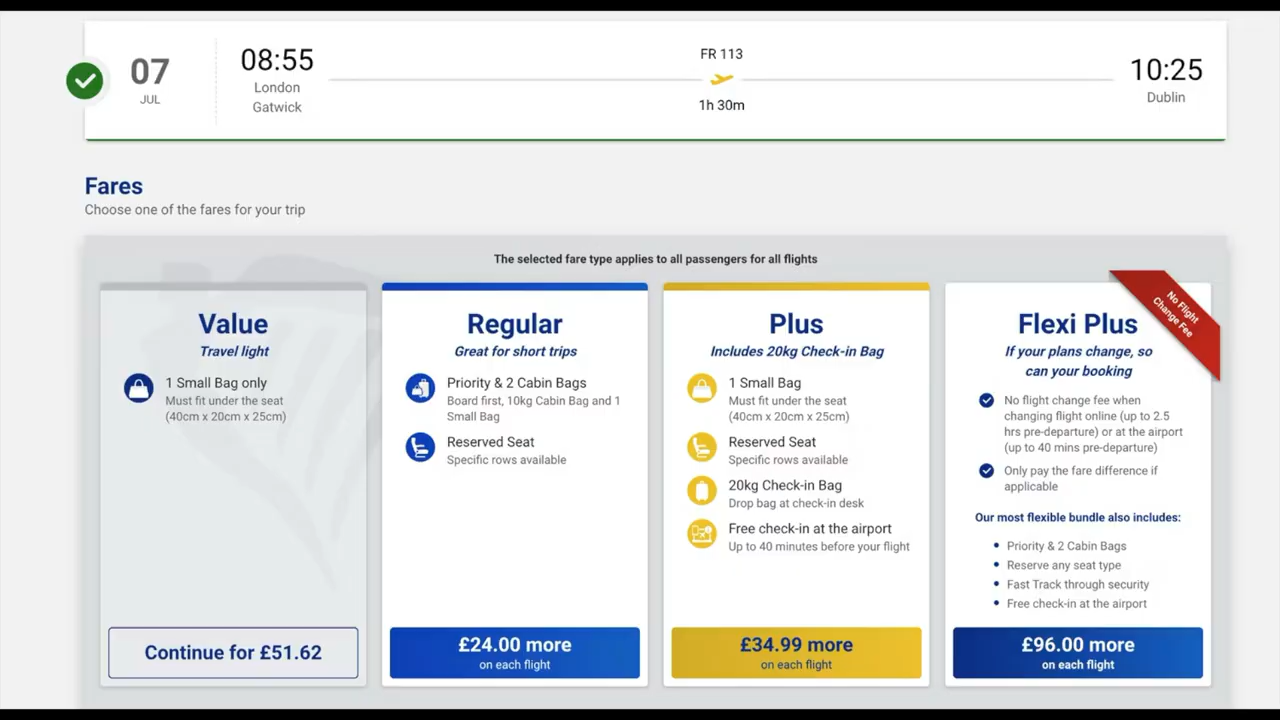 07
JUL
08:55
London
Gatwick
FR 113
1h 30m
10:25
Dublin
Fares
Choose one of the fares for your trip
The selected fare type applies to all passengers for all flights
Value
Travel light
1 Small Bag only
Must fit under the seat
(40cm x 20cm x 25cm)
Continue for £51.62
Regular
Great for short trips
Priority & 2 Cabin Bags
Board first, 10kg Cabin Bag and 1
Small Bag
Reserved Seat
Specific rows available
£24.00 more
on each flight
Plus
Includes 20kg Check-in Bag
1 Small Bag
Must fit under the seat
(40cm x 20cm x 25cm)
Reserved Seat
Specific rows available
20kg Check-in Bag
Drop bag at check-in desk
Free check-in at the airport
Up to 40 minutes before your flight
£34.99 more
on each flight
No Flight
Change Fee
Flexi Plus
If your plans change, so
can your booking
No flight change fee when
changing flight online (up to 2.5
hrs pre-departure) or at the airport
(up to 40 mins pre-departure)
Only pay the fare difference if
applicable
Our most flexible bundle also includes:
Priority & 2 Cabin Bags
Reserve any seat type
Fast Track through security
Free check-in at the airport
£96.00 more
on each flight